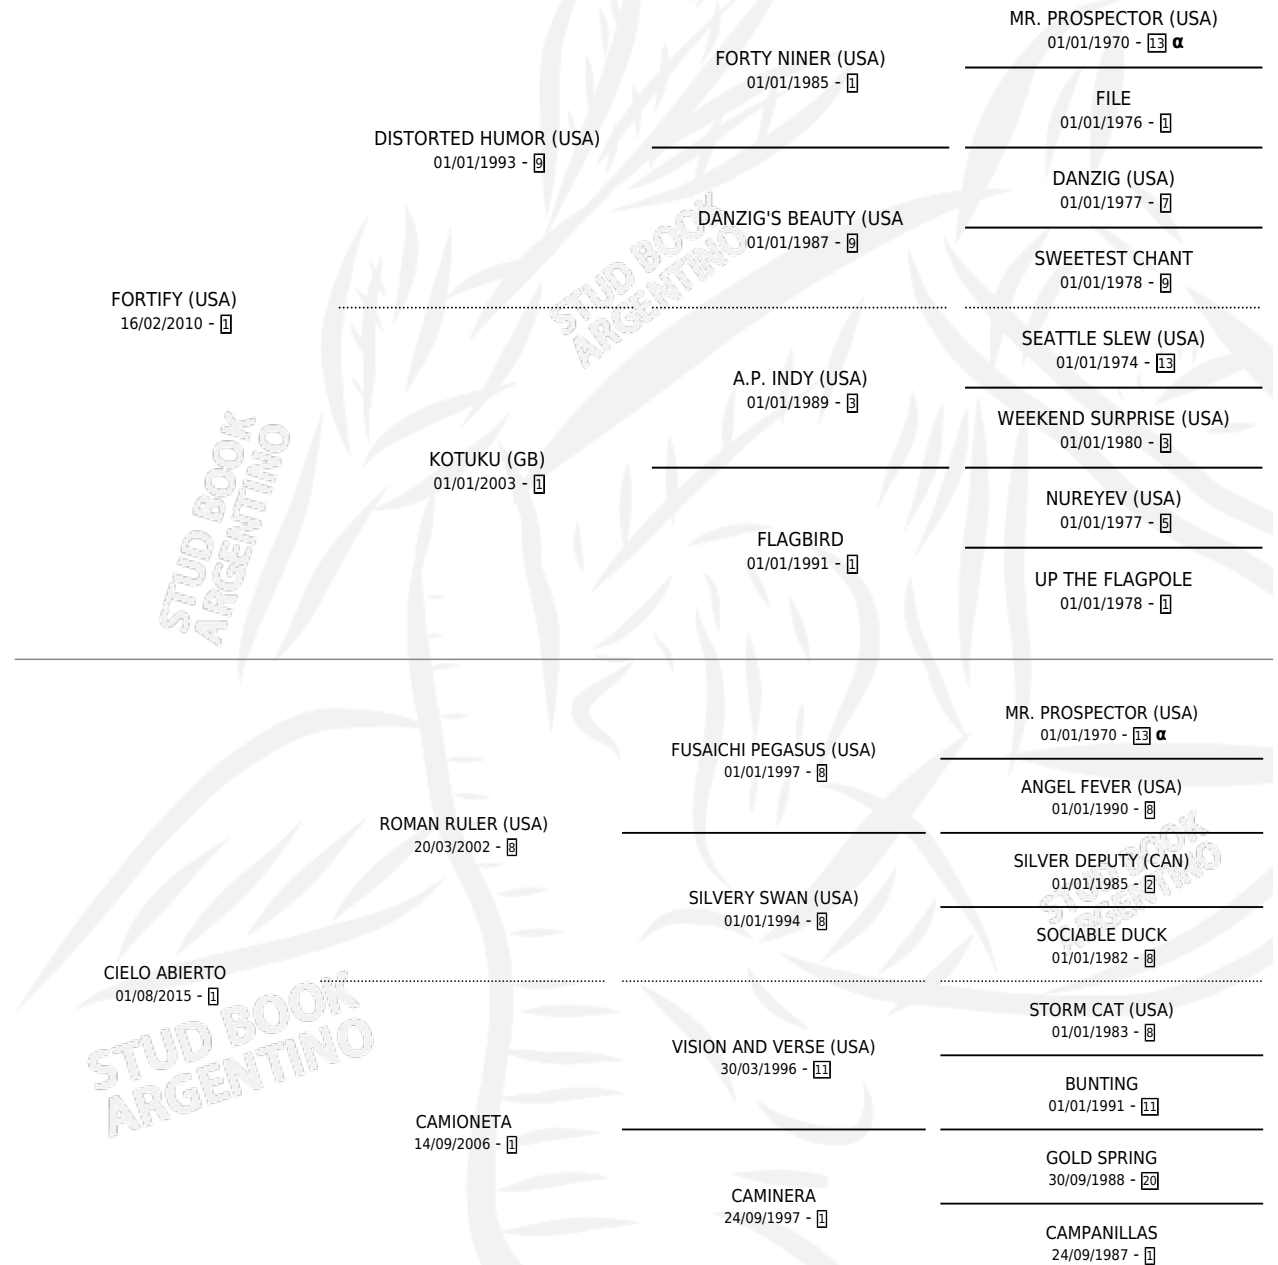 MR. PROSPECTOR (USA)
01/01/1970 - 13 α
FORTY NINER (USA)
01/01/1985 - 1
FILE
01/01/1976 - 1
DISTORTED HUMOR (USA)
01/01/1993 - 9
DANZIG (USA)
01/01/1977 - 7
DANZIG'S BEAUTY (USA
01/01/1987 - 9
SWEETEST CHANT
01/01/1978 - 9
FORTIFY (USA)
16/02/2010 - 1
SEATTLE SLEW (USA)
01/01/1974 - 13
A.P. INDY (USA)
01/01/1989 - 3
WEEKEND SURPRISE (USA)
01/01/1980 - 3
KOTUKU (GB)
01/01/2003 - 1
NUREYEV (USA)
01/01/1977 - 5
FLAGBIRD
01/01/1991 - 1
UP THE FLAGPOLE
01/01/1978 - 1
MR. PROSPECTOR (USA)
01/01/1970 - 13 α
FUSAICHI PEGASUS (USA)
01/01/1997 - 8
ANGEL FEVER (USA)
01/01/1990 - 8
ROMAN RULER (USA)
20/03/2002 - 8
SILVER DEPUTY (CAN)
01/01/1985 - 2
SILVERY SWAN (USA)
01/01/1994 - 8
SOCIABLE DUCK
01/01/1982 - 8
CIELO ABIERTO
01/08/2015 - 1
STORM CAT (USA)
01/01/1983 - 8
VISION AND VERSE (USA)
30/03/1996 - 11
BUNTING
01/01/1991 - 11
CAMIONETA
14/09/2006 - 1
GOLD SPRING
30/09/1988 - 20
CAMINERA
24/09/1997 - 1
CAMPANILLAS
24/09/1987 - 1
STUD BOOK
ARGENTINO
STUD BOOK
ARGENTINO
STUD BOOK
ARGENTINO
STUD BOOK
ARGENTINO